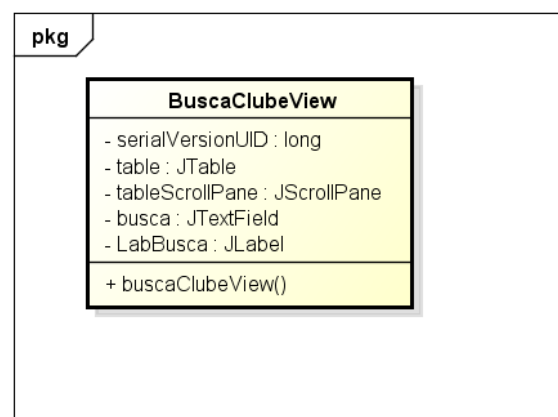 pkg
BuscaClubeView
- serialVersionUID : long
- table : JTable
- tableScrollPane : JScrollPane
- busca : JTextField
- LabBusca : JLabel
+ buscaClubeView()